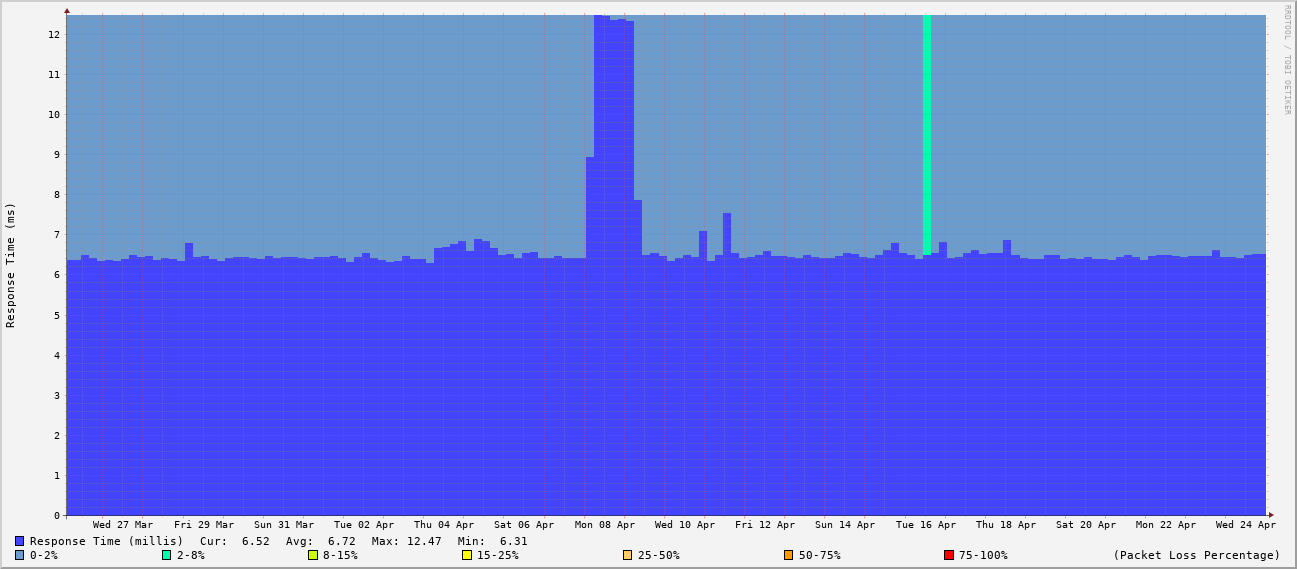 RRDTOOL / TOBI OETIKER
Response Time (ms)
12
11
10
9
8
7
6
5
4
3
2
1
0
Wed 27 Mar Fri 29 Mar Sun 31 Mar Tue 02 Apr Thu 04 Apr Sat 06 Apr Mon 08 Apr Wed 10 Apr Fri 12 Apr Sun 14 Apr Tue 16 Apr Thu 18 Apr Sat 20 Apr Mon 22 Apr Wed 24 Apr
Response Time (millis) Cur: 6.52 Avg: 6.72 Max: 12.47 Min: 6.31
0-2% 2-8% 8-15% 15-25% 25-50% 50-75% 75-100% (Packet Loss Percentage)